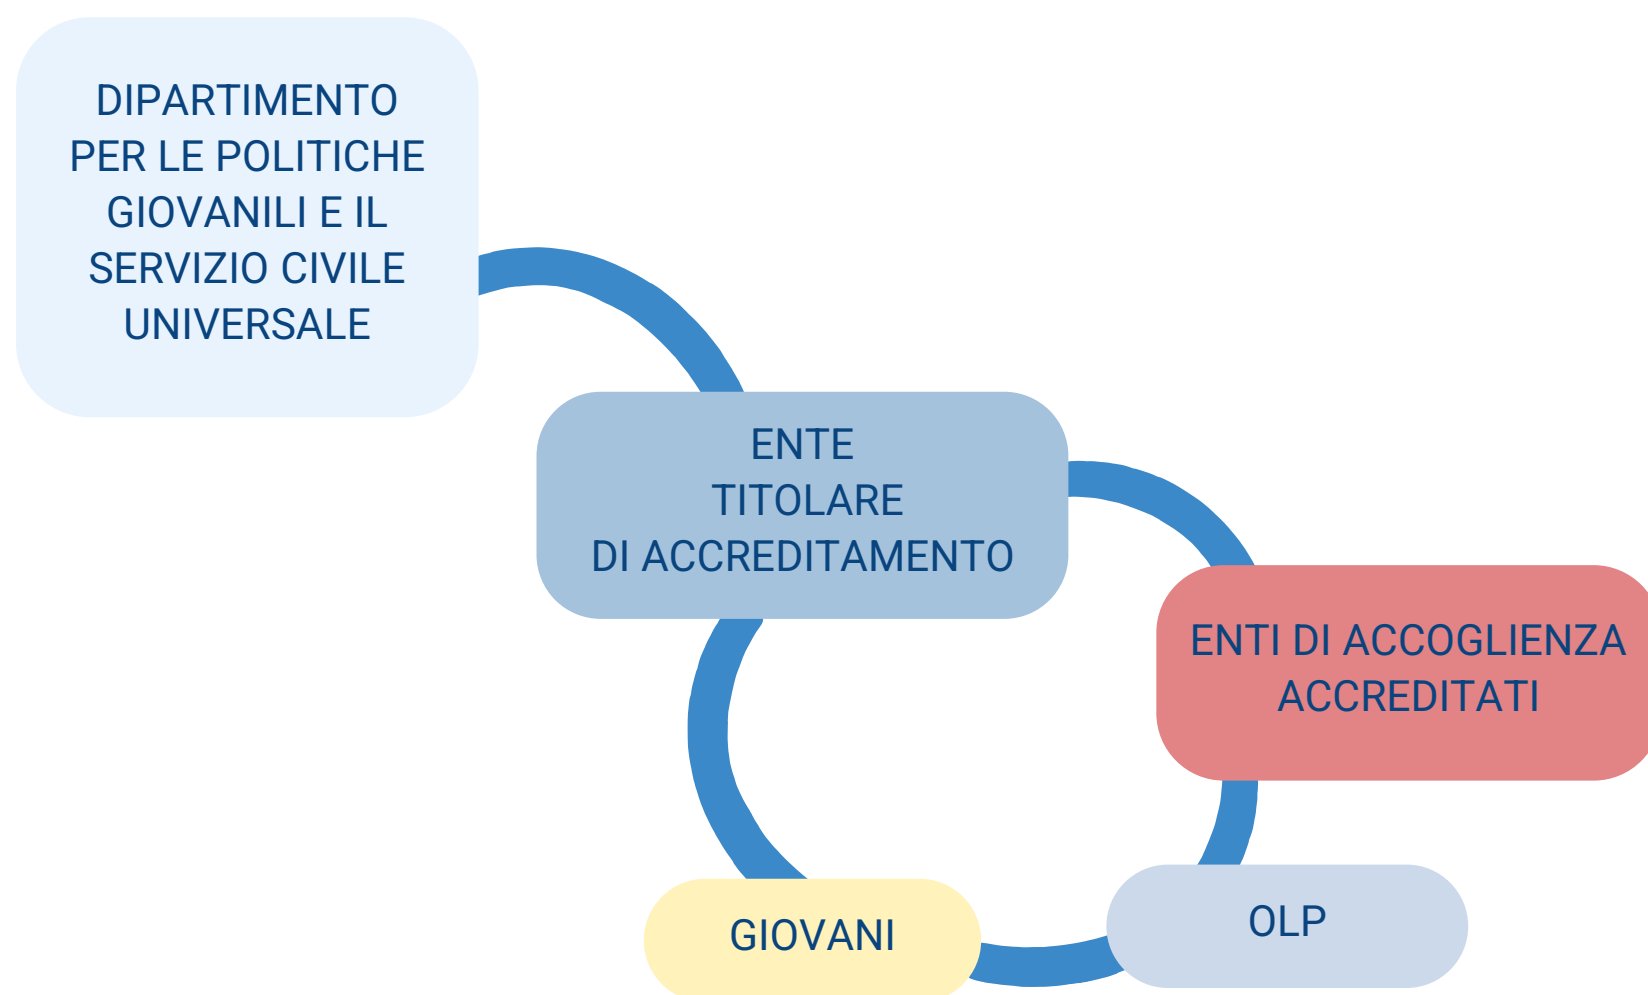 DIPARTIMENTO
PER LE POLITICHE
GIOVANILI E IL
SERVIZIO CIVILE
UNIVERSALE
ENTE
TITOLARE
DI ACCREDITAMENTO
ENTI DI ACCOGLIENZA
ACCREDITATI
OLP
GIOVANI